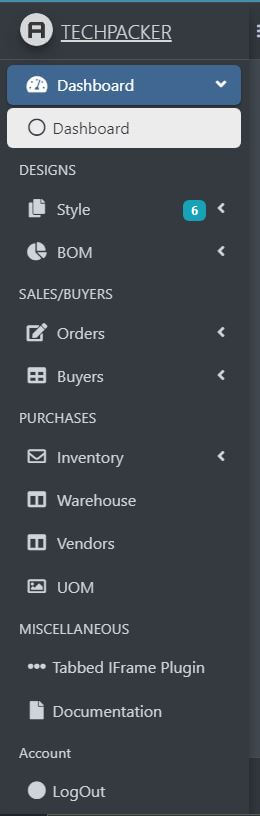 TECHPACKER
Dashboard
Dashboard
DESIGNS
Style 6
BOM
SALES/BUYERS
Orders
Buyers
PURCHASES
Inventory
Warehouse
Vendors
UOM
MISCELLANEOUS
Tabbed IFrame Plugin
Documentation
Account
LogOut